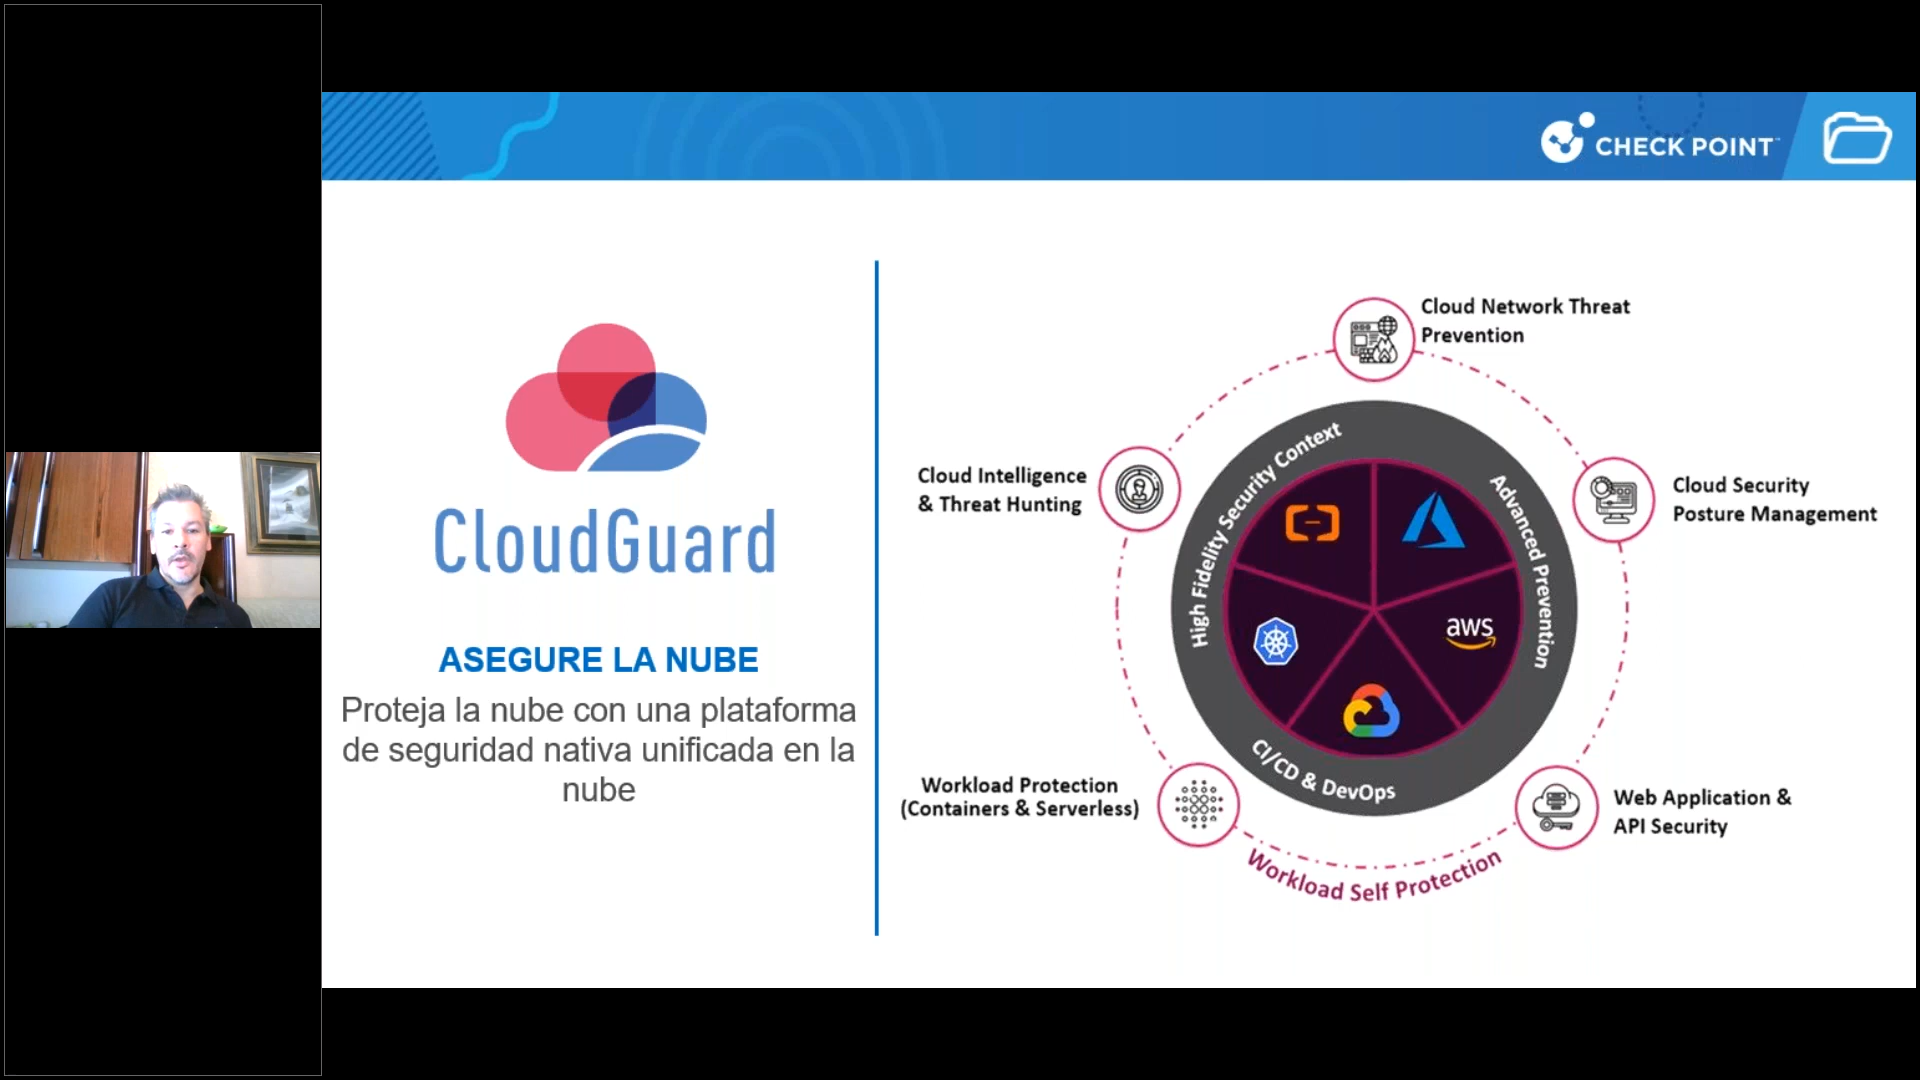 CHECK POINT™
CloudGuard
ASEGURE LA NUBE
Proteja la nube con una plataforma
de seguridad nativa unificada en la
nube
Cloud Network Threat
Prevention
Cloud Intelligence
& Threat Hunting
Cloud Security
Posture Management
High Fidelity Security Context
Advanced Prevention
aws
CI/CD & DevOps
Workload Protection
(Containers & Serverless)
Web Application &
API Security
Workload Self Protection